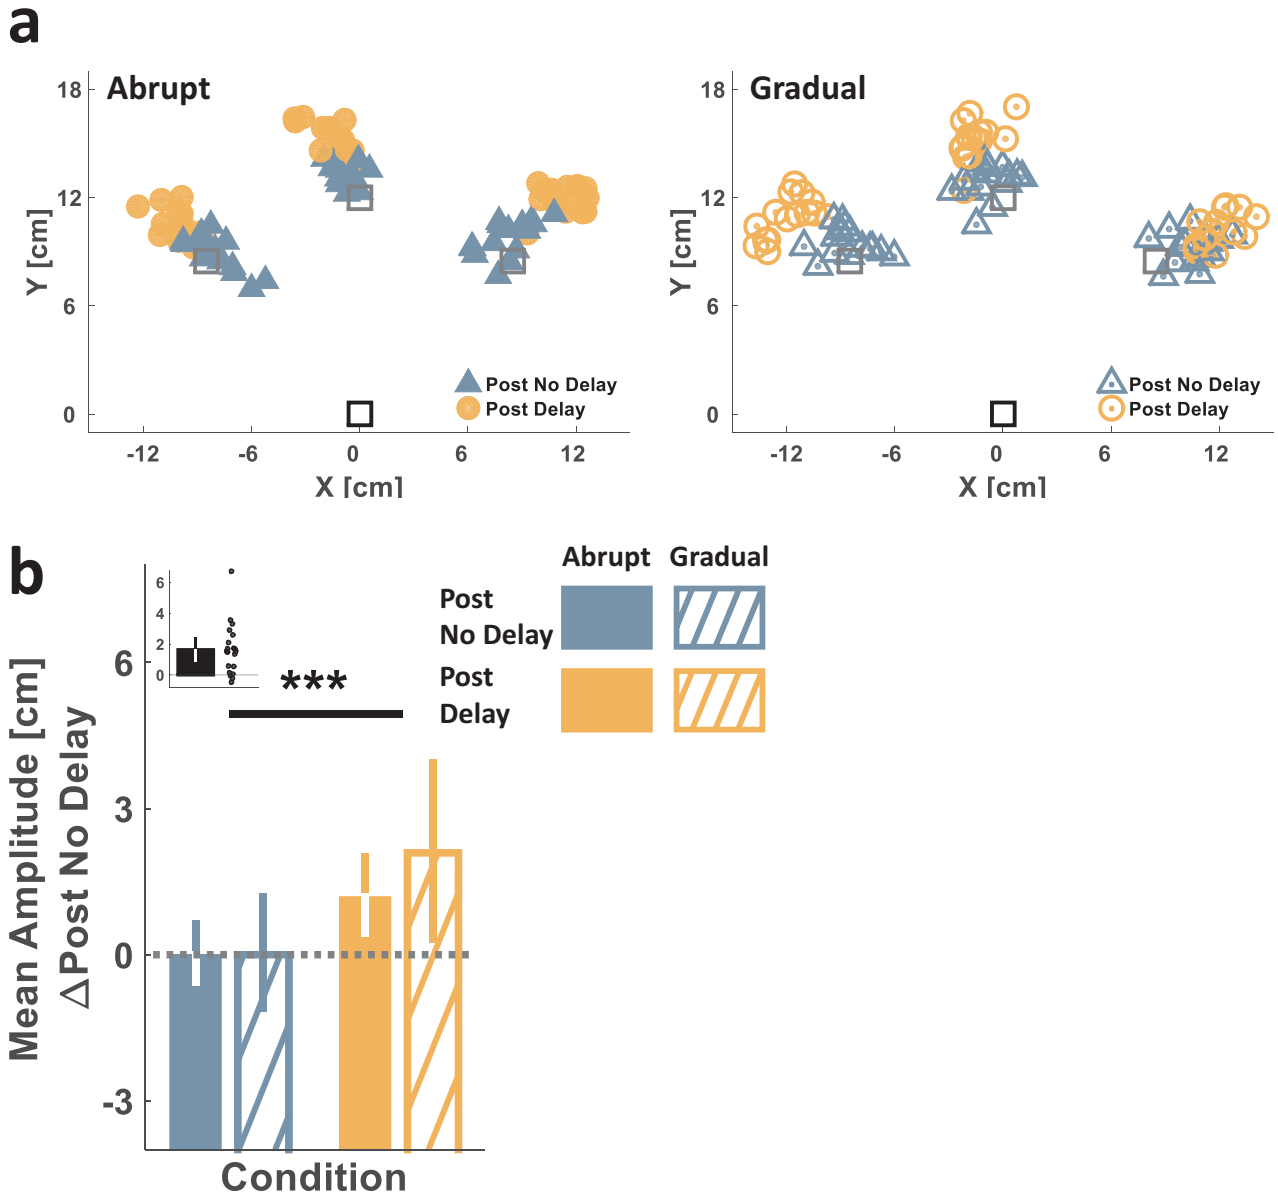 a
Abrupt
18
12
6
0
Y [cm]
-12 -6 0 6 12
X [cm]
Post No Delay
Post Delay
Gradual
18
12
6
0
Y [cm]
-12 -6 0 6 12
X [cm]
Post No Delay
Post Delay
b
Abrupt Gradual
Post
No Delay
Post
Delay
6
4
2
0
***
6
3
0
-3
Mean Amplitude [cm]
ΔPost No Delay
Condition